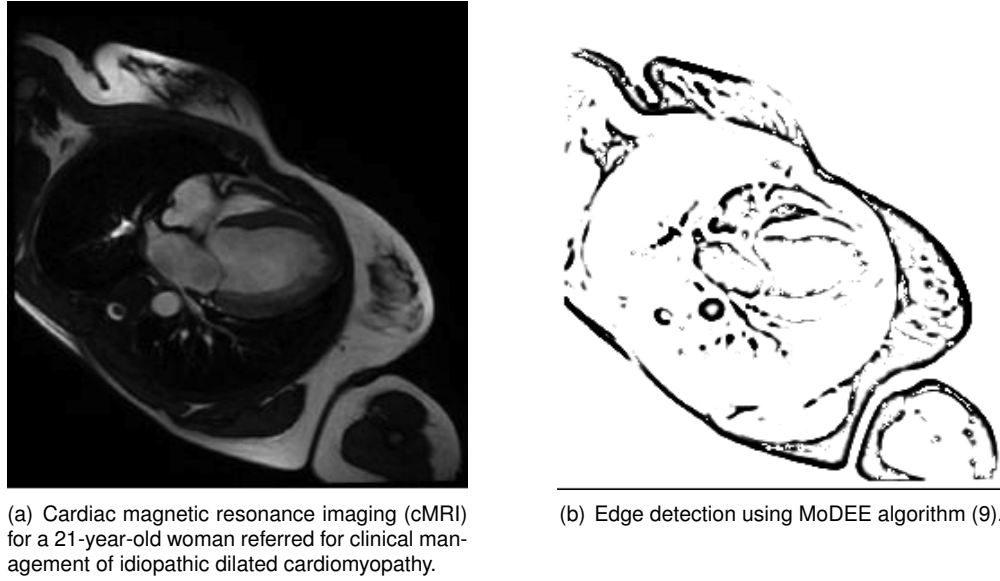 (a) Cardiac magnetic resonance imaging (cMRI)
for a 21-year-old woman referred for clinical man-
agement of idiopathic dilated cardiomyopathy.
(b) Edge detection using MoDEE algorithm (9).